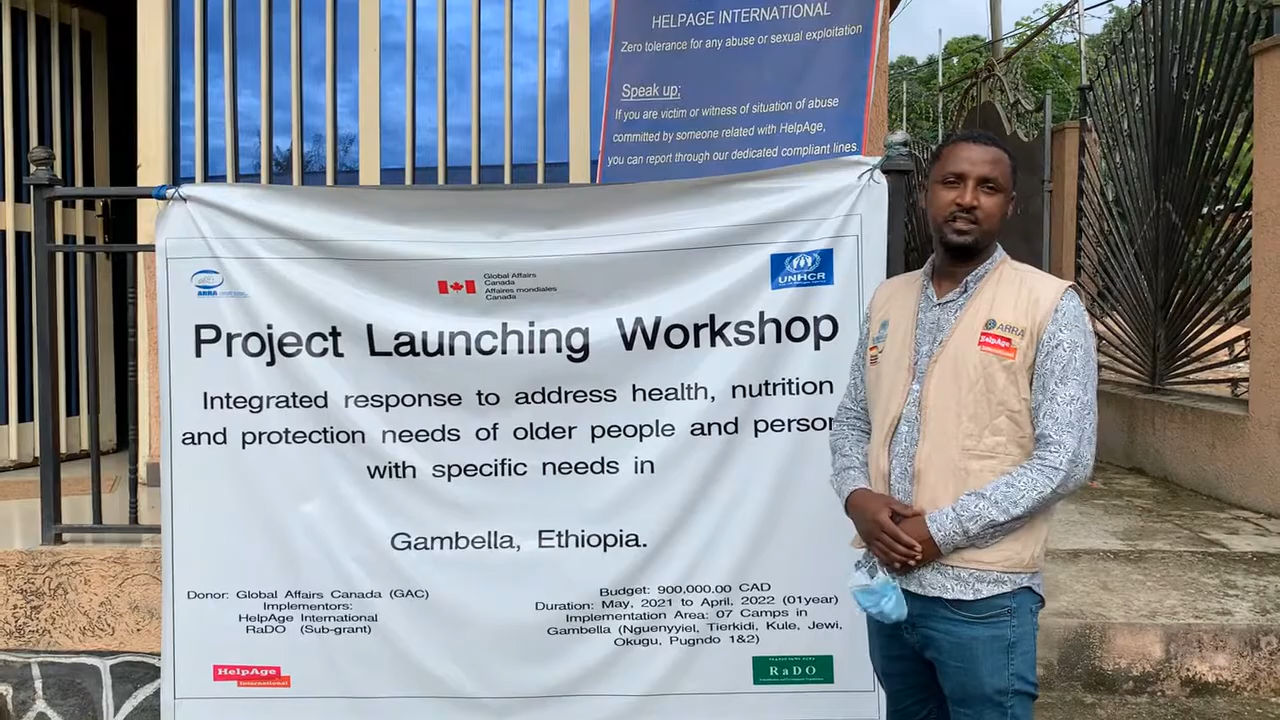 HELPAGE INTERNATIONAL
Zero tolerance for any abuse or sexual exploitation
Speak up:
If you are victim or witness of situation of abuse
committed by someone related with HelpAge,
you can report through our dedicated compliant lines.
ARRA
Global Affairs
Canada
Affaires mondiales
Canada
UNHCR
Project Launching Workshop
Integrated response to address health, nutrition
and protection needs of older people and person
with specific needs in
Gambella, Ethiopia.
Donor: Global Affairs Canada (GAC)
Implementors:
HelpAge International
RaDO (Sub-grant)
Budget: 900,000.00 CAD
Duration: May, 2021 to April, 2022 (01year)
Implementation Area: 07 Camps in
Gambella (Nguenyyiel, Tierkidi, Kule, Jewi,
Okugu, Pugndo 1&2)
HelpAge
International
RaDO
ARRA
HelpAge
International